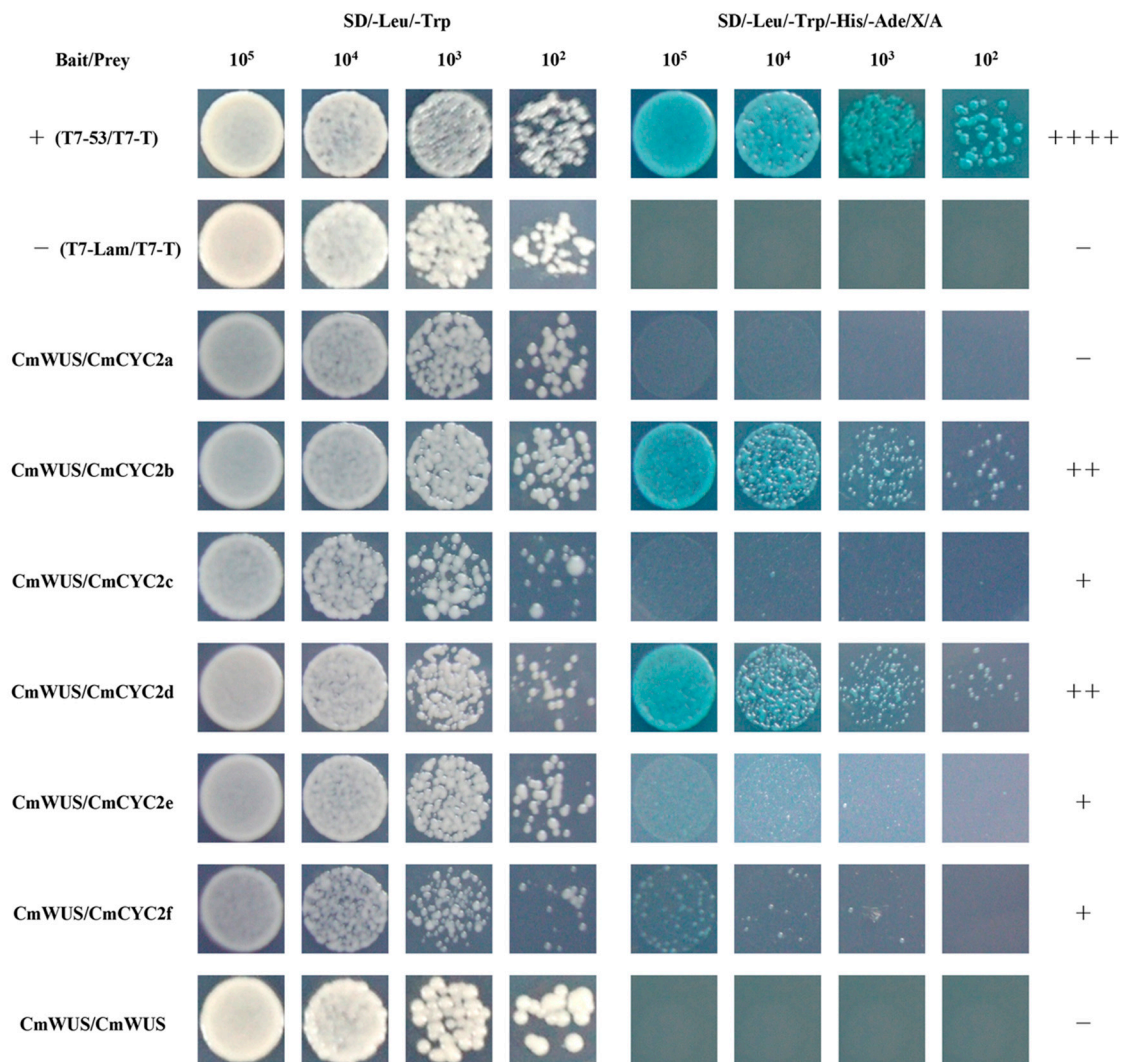 SD/-Leu/-Trp SD/-Leu/-Trp/-His/-Ade/X/A
Bait/Prey 10⁵ 10⁴ 10³ 10² 10⁵ 10⁴ 10³ 10²
+ (T7-53/T7-T) ++++
− (T7-Lam/T7-T) −
CmWUS/CmCYC2a −
CmWUS/CmCYC2b ++
CmWUS/CmCYC2c +
CmWUS/CmCYC2d ++
CmWUS/CmCYC2e +
CmWUS/CmCYC2f +
CmWUS/CmWUS −